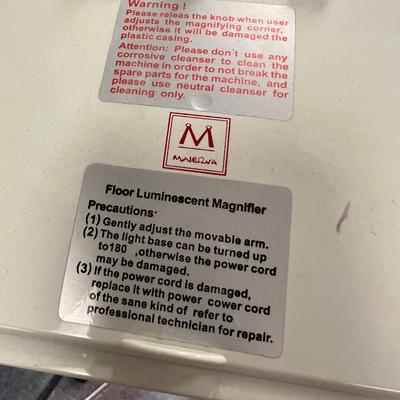 Warning !
Please releas the knob when user
adjusts the magnifying corner,
otherwise it will be damaged the
plastic casing.
Attention: Please don't use any
corrosive cleanser to clean the
machine in order to not break the
spare parts for the machine, and
please use neutral cleanser for
cleaning only.
M
MINERVA
Floor Luminescent Magnifier
Precautions:
(1) Gently adjust the movable arm.
(2) The light base can be turned up
to180 ,otherwise the power cord
may be damaged.
(3) If the power cord is damaged,
replace it with power cower cord
of the sane kind of refer to
professional technician for repair.